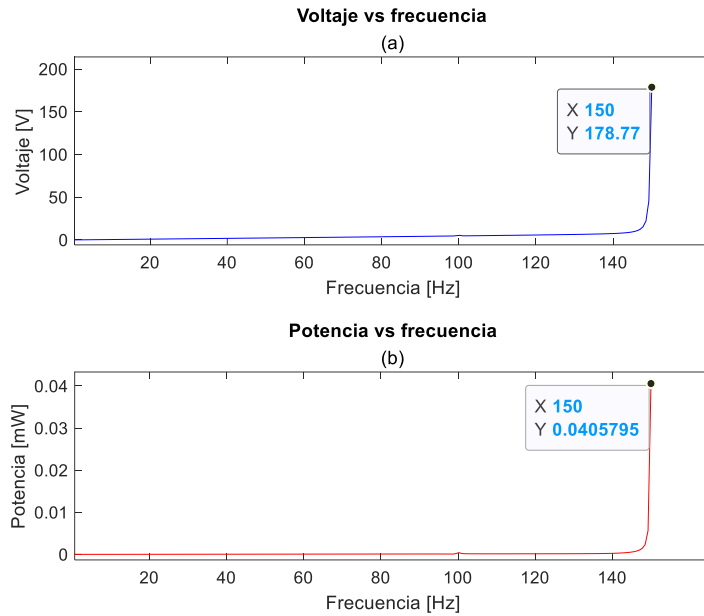 Voltaje vs frecuencia
(a)
200
150
100
50
0
Voltaje [V]
X 150
Y 178.77
20 40 60 80 100 120 140
Frecuencia [Hz]
Potencia vs frecuencia
(b)
0.04
0.03
0.02
0.01
0
Potencia [mW]
X 150
Y 0.0405795
20 40 60 80 100 120 140
Frecuencia [Hz]